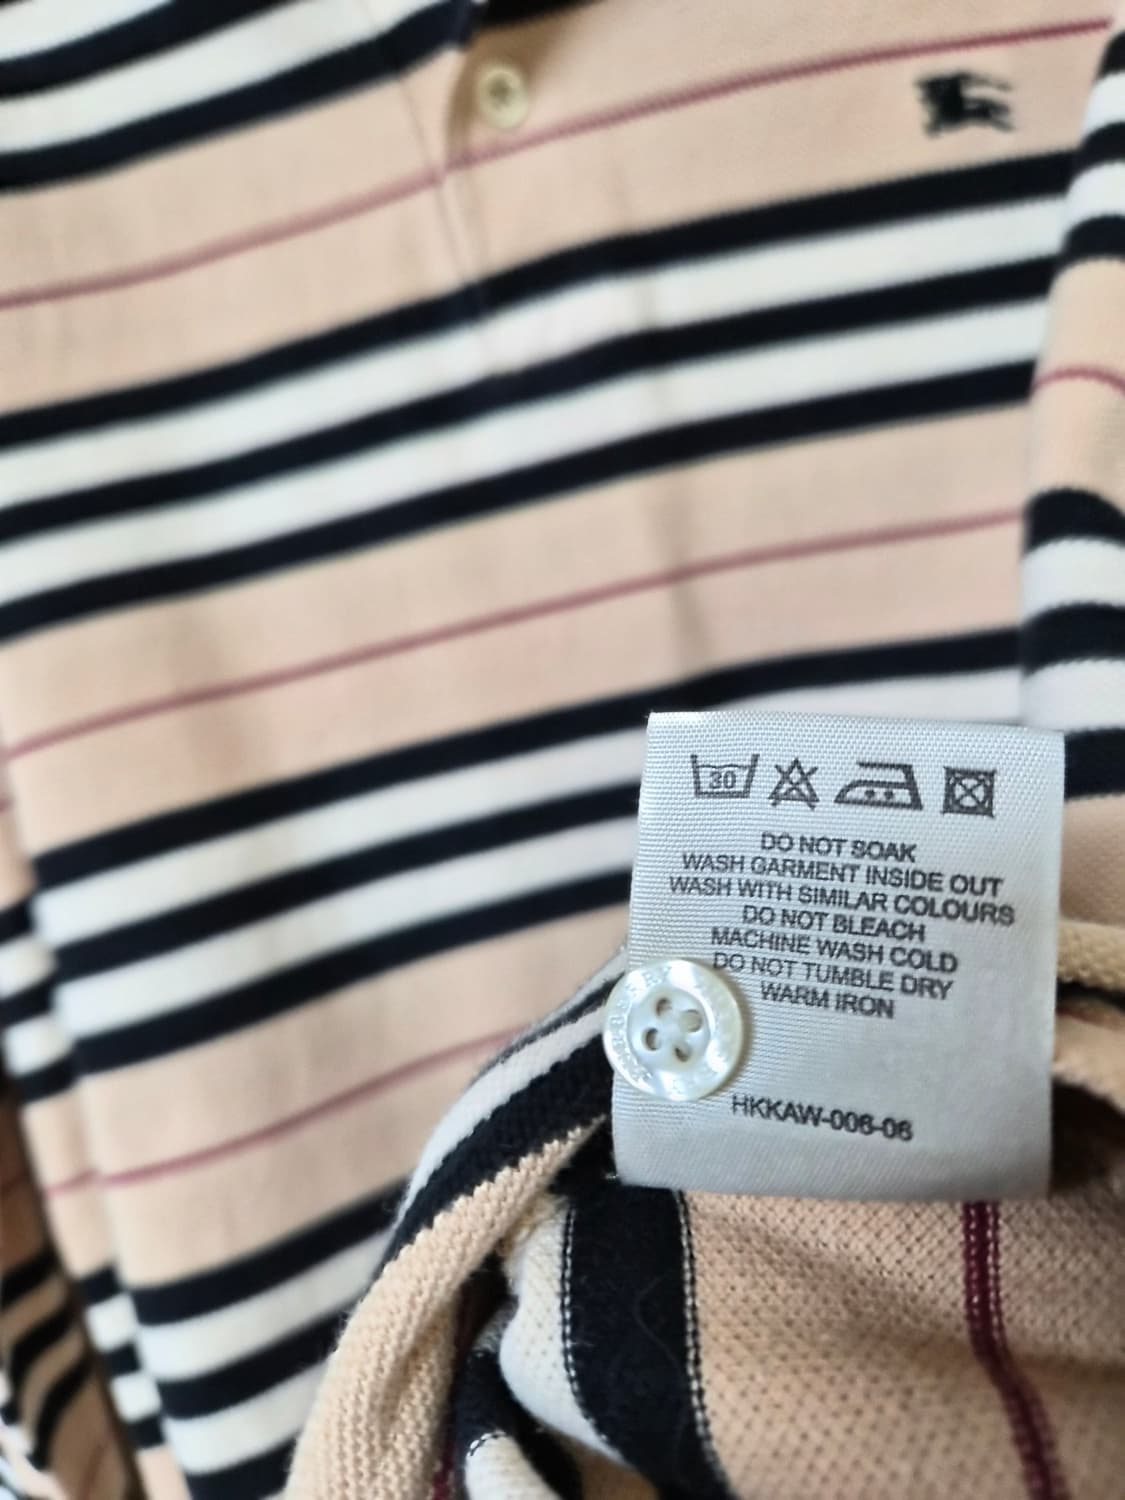 30
DO NOT SOAK
WASH GARMENT INSIDE OUT
WASH WITH SIMILAR COLOURS
DO NOT BLEACH
MACHINE WASH COLD
DO NOT TUMBLE DRY
WARM IRON
HKKAW-006-06